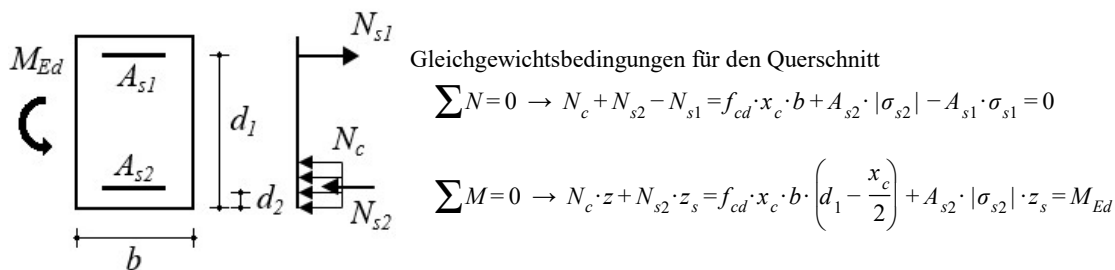 M_Ed
A_s1
A_s2
b
d_1
d_2
N_s1
N_c
N_s2
Gleichgewichtsbedingungen für den Querschnitt
∑N=0 → N_c+N_s2−N_s1=f_cd·x_c·b+A_s2·|σ_s2|−A_s1·σ_s1=0
∑M=0 → N_c·z+N_s2·z_s=f_cd·x_c·b·(d_1−x_c/2)+A_s2·|σ_s2|·z_s=M_Ed